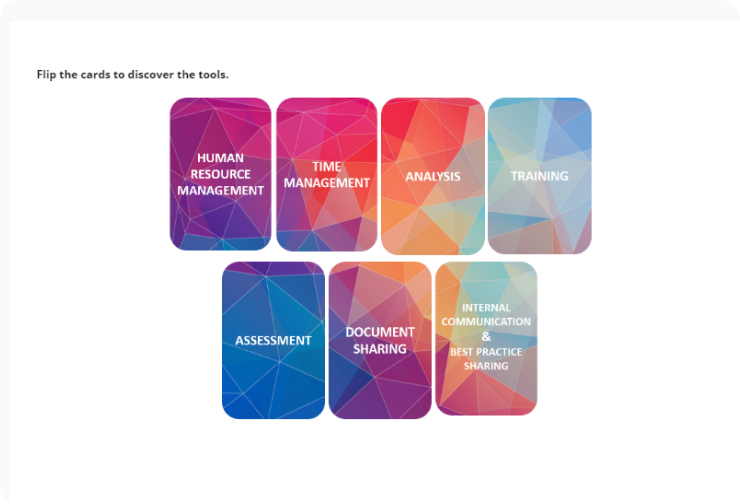 Flip the cards to discover the tools.
HUMAN
RESOURCE
MANAGEMENT
TIME
MANAGEMENT
ANALYSIS
TRAINING
ASSESSMENT
DOCUMENT
SHARING
INTERNAL
COMMUNICATION
&
BEST PRACTICE
SHARING